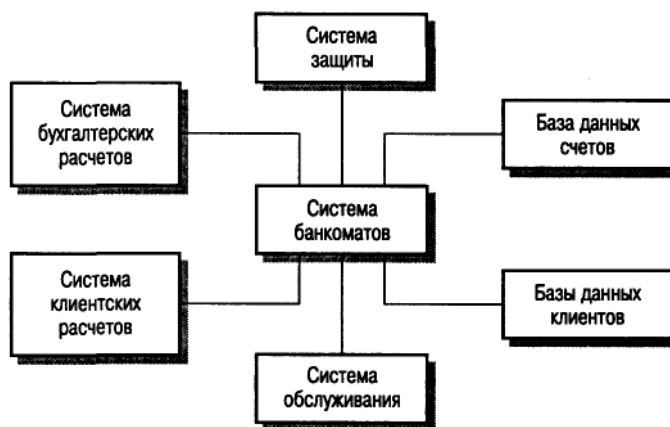 Система
защиты
Система
бухгалтерских
расчетов
База данных
счетов
Система
банкоматов
Система
клиентских
расчетов
Базы данных
клиентов
Система
обслуживания